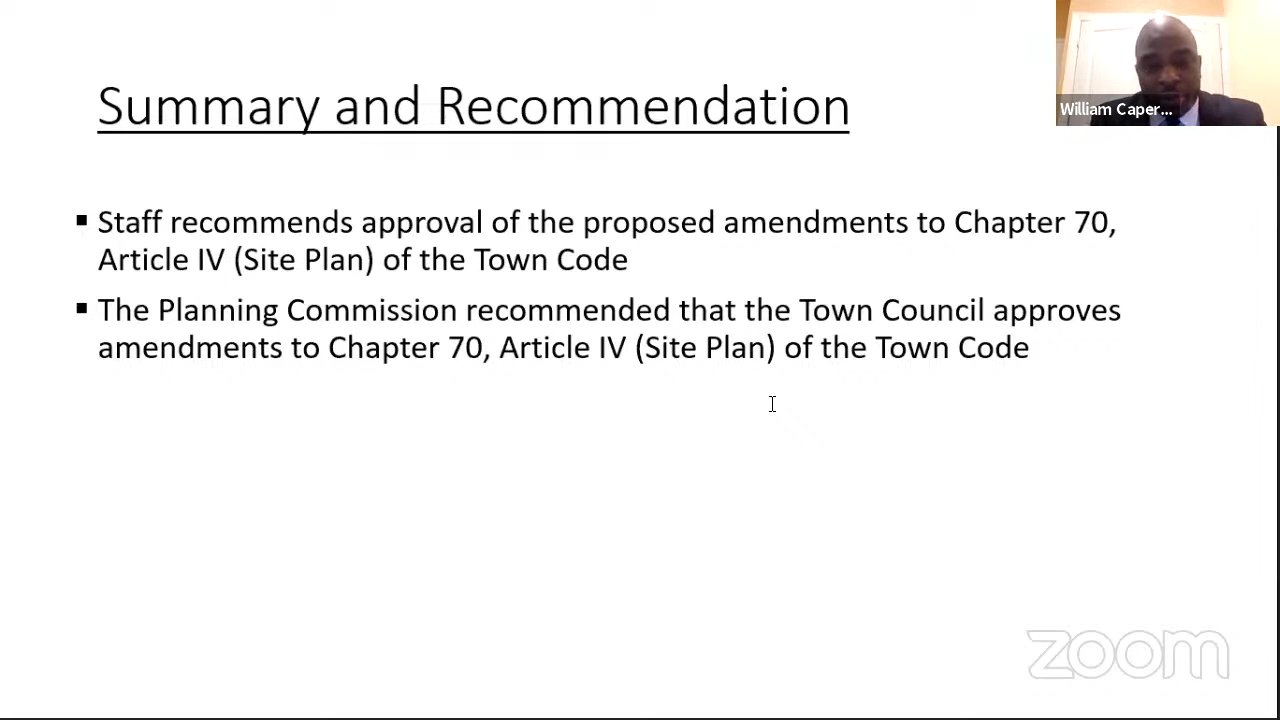 Summary and Recommendation
William Caper...
▪ Staff recommends approval of the proposed amendments to Chapter 70,
Article IV (Site Plan) of the Town Code
▪ The Planning Commission recommended that the Town Council approves
amendments to Chapter 70, Article IV (Site Plan) of the Town Code
zoom